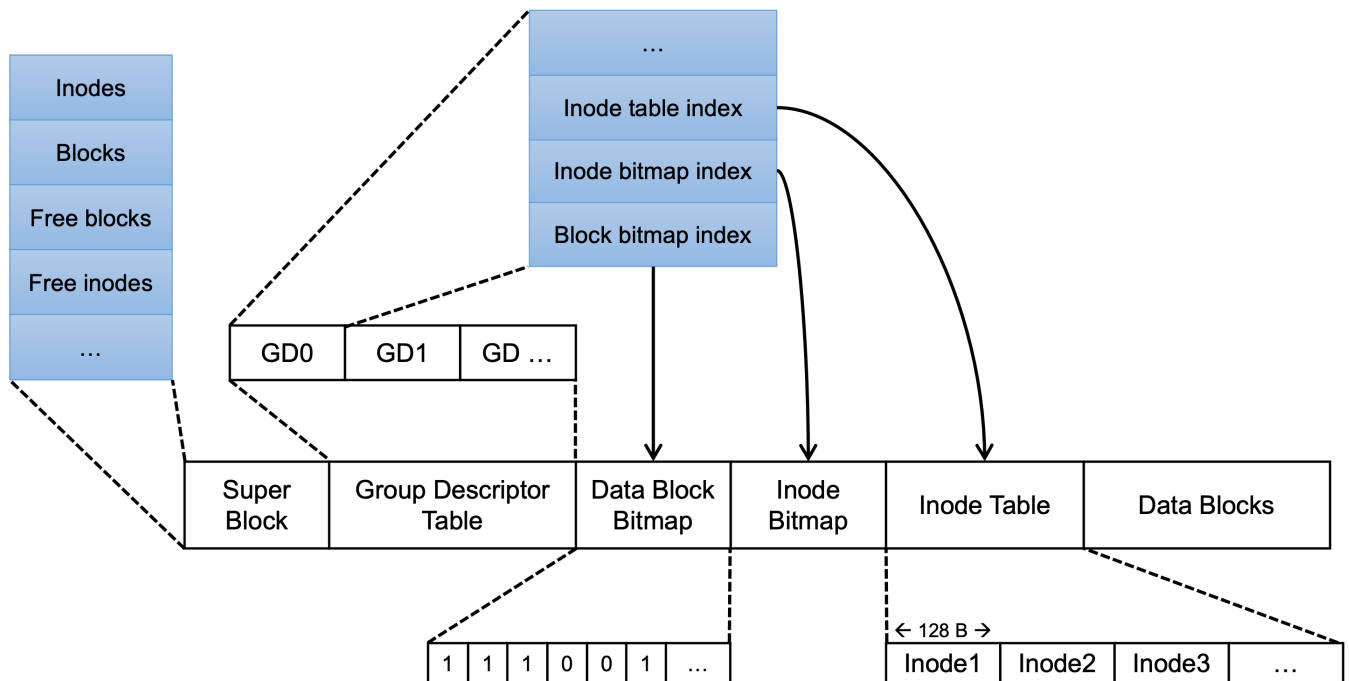 Inodes
Blocks
Free blocks
Free inodes
…
…
Inode table index
Inode bitmap index
Block bitmap index
GD0
GD1
GD …
Super
Block
Group Descriptor
Table
Data Block
Bitmap
Inode
Bitmap
Inode Table
Data Blocks
1 1 1 0 0 1 …
← 128 B →
Inode1
Inode2
Inode3
…